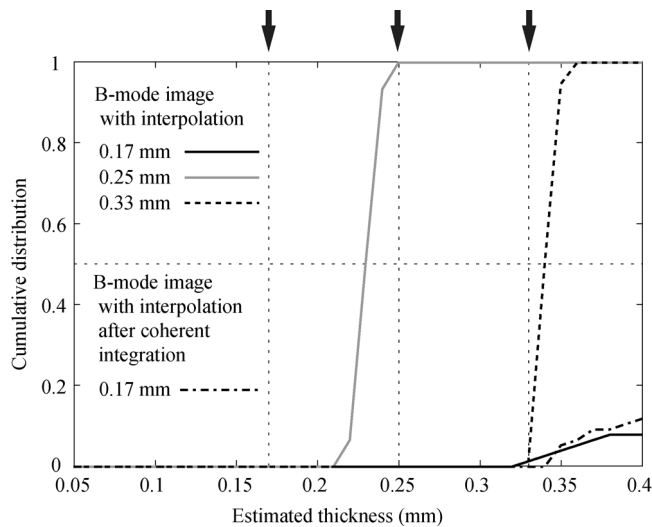 1
B-mode image
with interpolation
0.8
0.17 mm
0.25 mm
0.33 mm
0.6
Cumulative distribution
0.4
B-mode image
with interpolation
after coherent
integration
0.2
0.17 mm
0
0.05 0.1 0.15 0.2 0.25 0.3 0.35 0.4
Estimated thickness (mm)